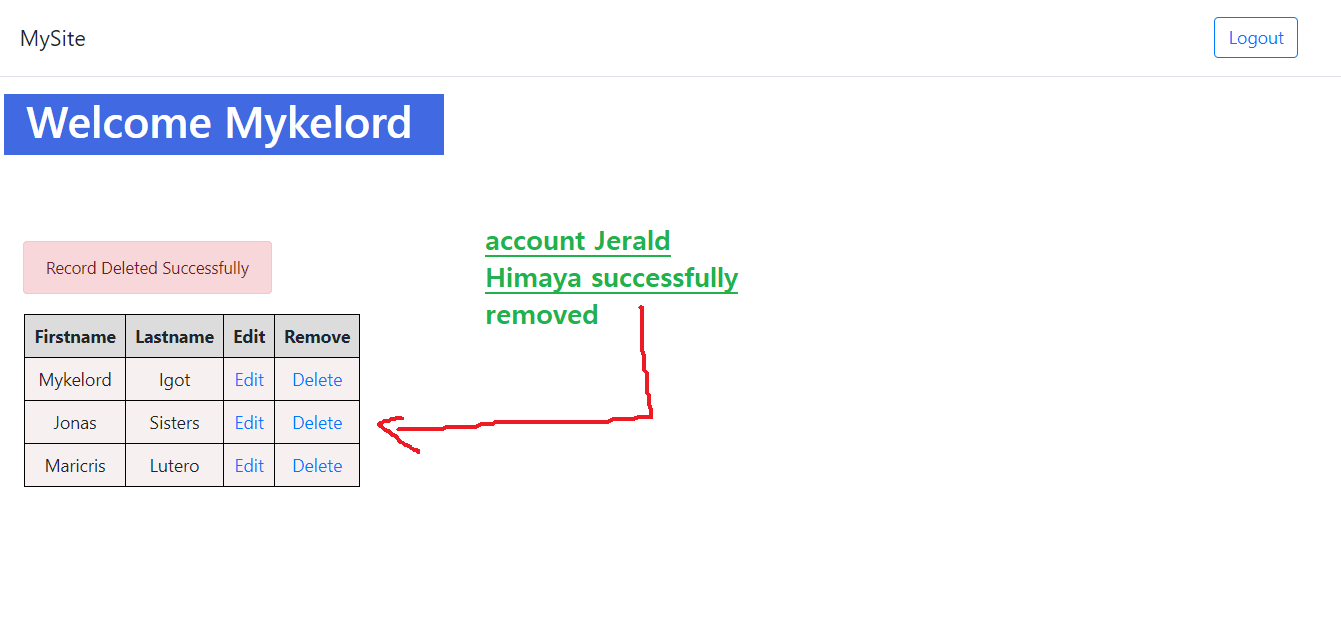 MySite Logout
Welcome Mykelord
account Jerald
Himaya successfully
removed
Record Deleted Successfully
Firstname Lastname Edit Remove
Mykelord Igot Edit Delete
Jonas Sisters Edit Delete
Maricris Lutero Edit Delete